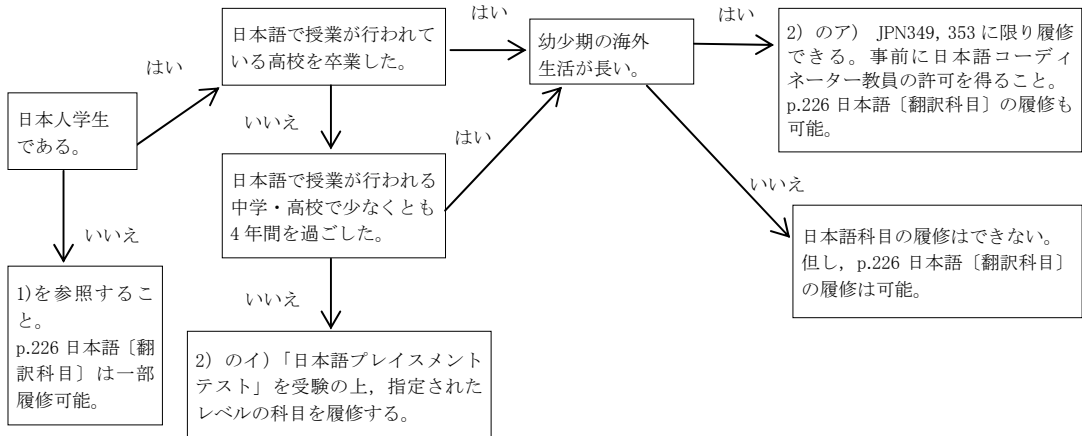 日本人学生
である。
はい
いいえ
1)を参照するこ
と。
p.226 日本語〔翻
訳科目〕は一部
履修可能。
日本語で授業が行われて
いる高校を卒業した。
はい
いいえ
日本語で授業が行われる
中学・高校で少なくとも
4 年間を過ごした。
はい
いいえ
2）のイ）「日本語プレイスメント
テスト」を受験の上，指定された
レベルの科目を履修する。
幼少期の海外
生活が長い。
はい
いいえ
2）のア） JPN349, 353 に限り履修
できる。事前に日本語コーディ
ネーター教員の許可を得ること。
p.226 日本語〔翻訳科目〕の履修も
可能。
日本語科目の履修はできない。
但し，p.226 日本語〔翻訳科目〕
の履修は可能。